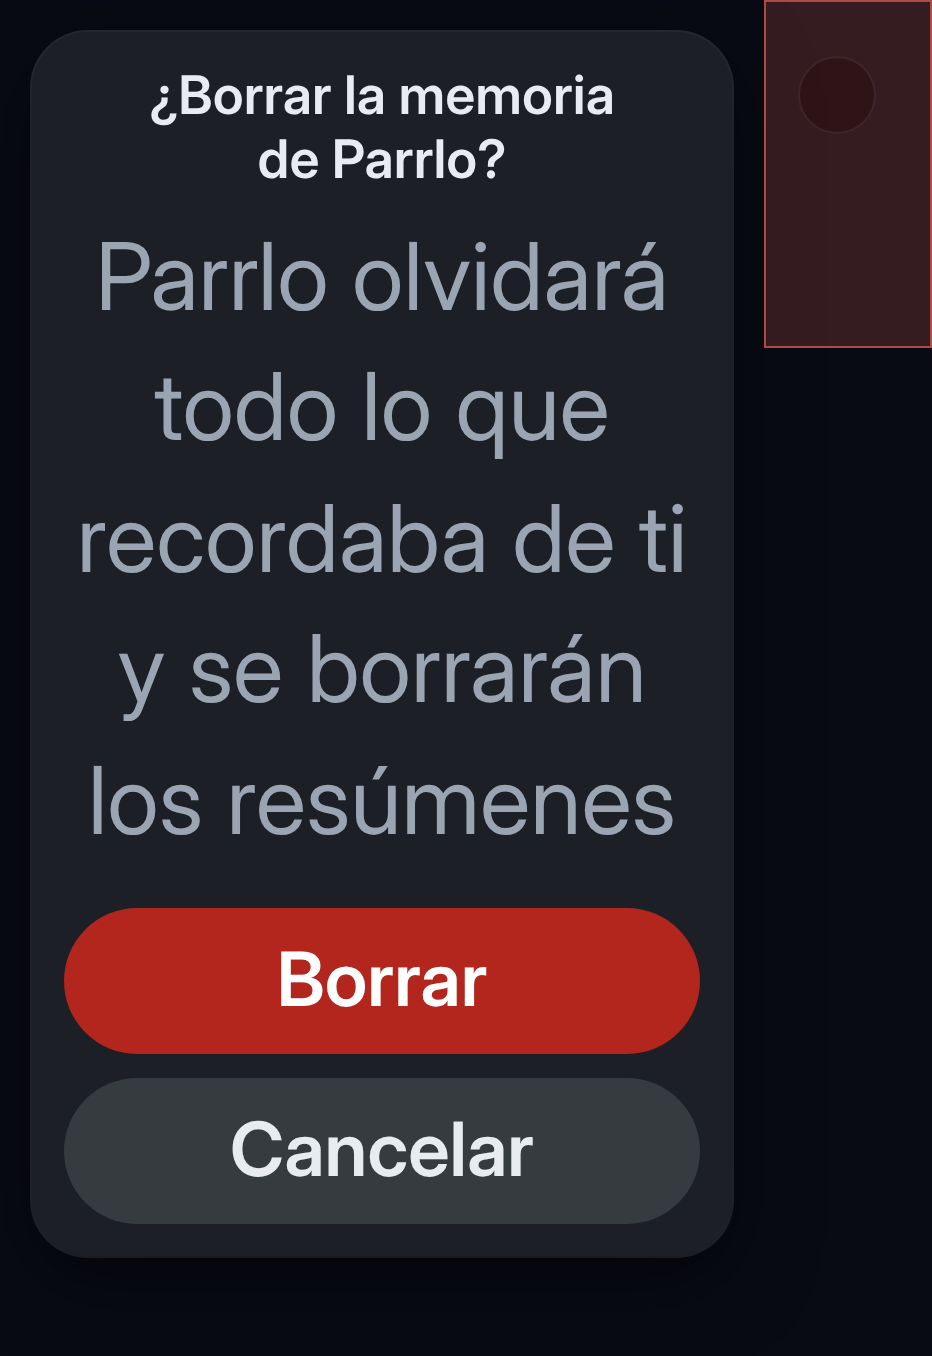 ¿Borrar la memoria
de Parrlo?
Parrlo olvidará
todo lo que
recordaba de ti
y se borrarán
los resúmenes
Borrar
Cancelar